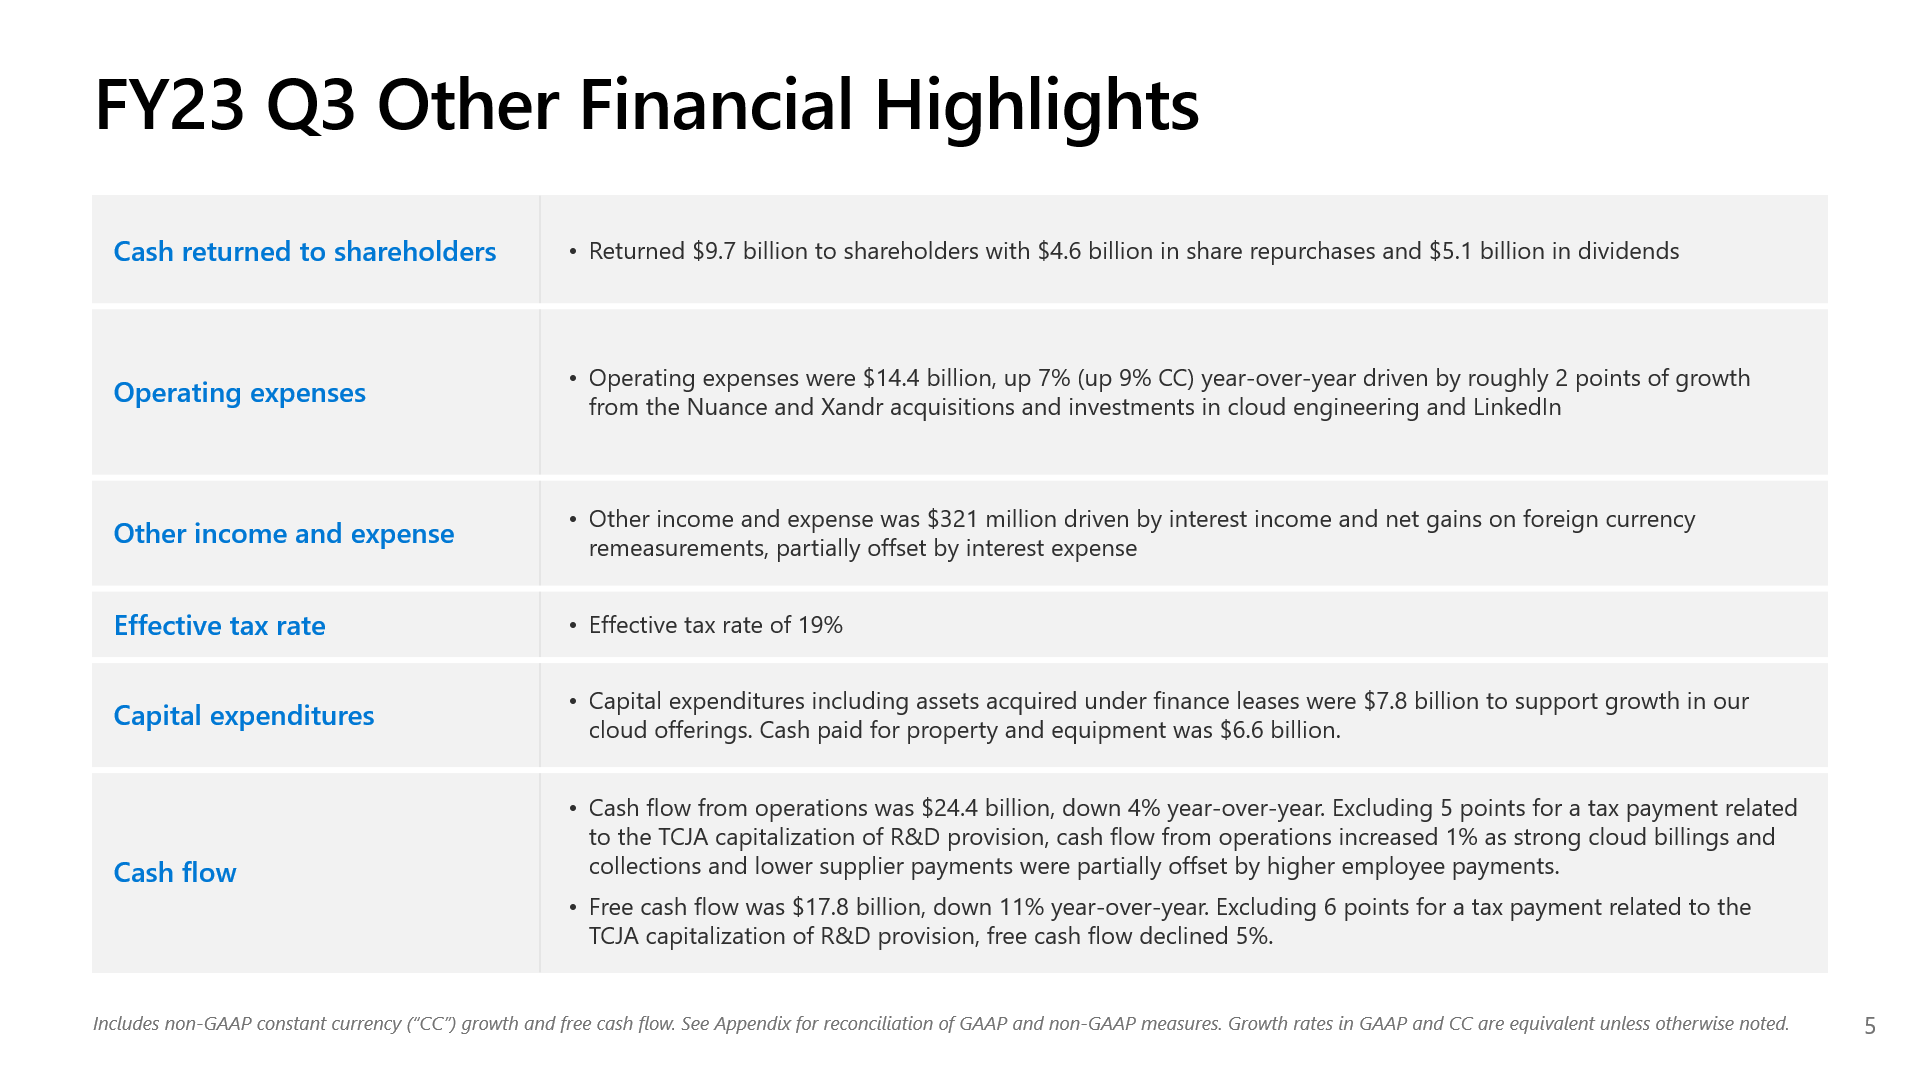 FY23 Q3 Other Financial Highlights
Cash returned to shareholders
• Returned $9.7 billion to shareholders with $4.6 billion in share repurchases and $5.1 billion in dividends
Operating expenses
• Operating expenses were $14.4 billion, up 7% (up 9% CC) year-over-year driven by roughly 2 points of growth
from the Nuance and Xandr acquisitions and investments in cloud engineering and LinkedIn
Other income and expense
• Other income and expense was $321 million driven by interest income and net gains on foreign currency
remeasurements, partially offset by interest expense
Effective tax rate
• Effective tax rate of 19%
Capital expenditures
• Capital expenditures including assets acquired under finance leases were $7.8 billion to support growth in our
cloud offerings. Cash paid for property and equipment was $6.6 billion.
Cash flow
• Cash flow from operations was $24.4 billion, down 4% year-over-year. Excluding 5 points for a tax payment related
to the TCJA capitalization of R&D provision, cash flow from operations increased 1% as strong cloud billings and
collections and lower supplier payments were partially offset by higher employee payments.
• Free cash flow was $17.8 billion, down 11% year-over-year. Excluding 6 points for a tax payment related to the
TCJA capitalization of R&D provision, free cash flow declined 5%.
Includes non-GAAP constant currency (“CC”) growth and free cash flow. See Appendix for reconciliation of GAAP and non-GAAP measures. Growth rates in GAAP and CC are equivalent unless otherwise noted.
5